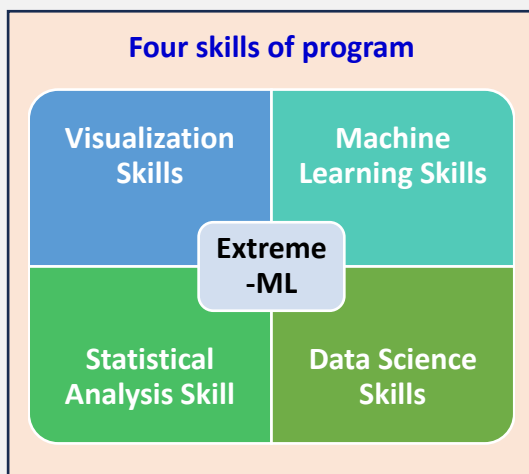 Four skills of program
Visualization
Skills
Machine
Learning Skills
Extreme
-ML
Statistical
Analysis Skill
Data Science
Skills